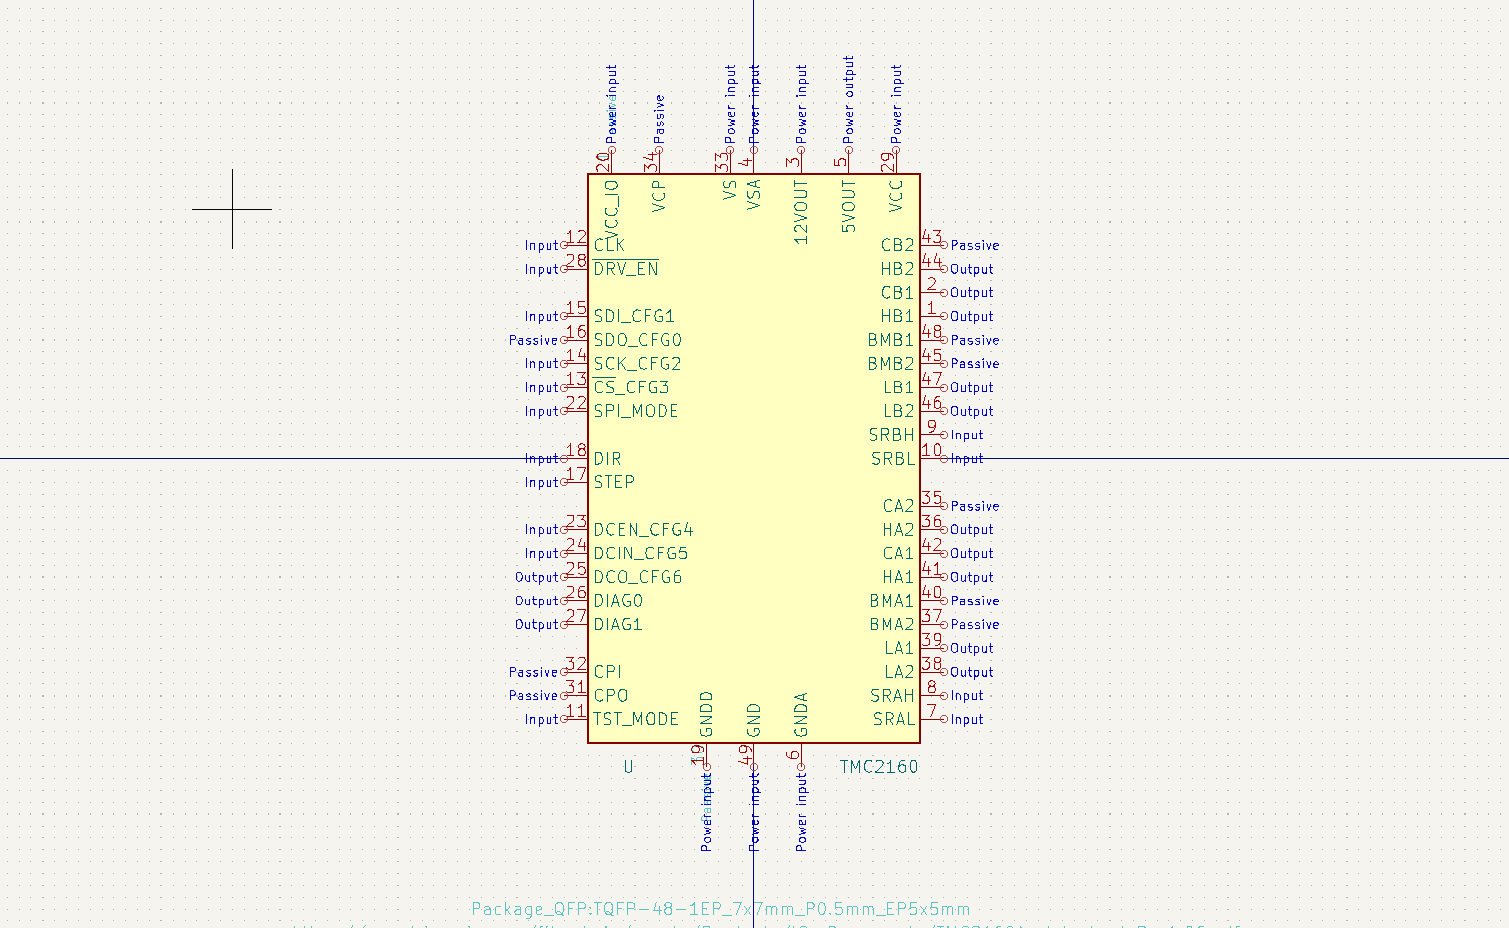 Power input
Passive
Power input
Power input
Power input
Power output
Power input
20
34
33
4
3
5
29
VCC_IO
VCP
VS
VSA
12VOUT
5VOUT
VCC
Input 12 CLK
Input 28 DRV_EN
Input 15 SDI_CFG1
Passive 16 SDO_CFG0
Input 14 SCK_CFG2
Input 13 CS_CFG3
Input 22 SPI_MODE
Input 18 DIR
Input 17 STEP
Input 23 DCEN_CFG4
Input 24 DCIN_CFG5
Output 25 DCO_CFG6
Output 26 DIAG0
Output 27 DIAG1
Passive 32 CPI
Passive 31 CPO
Input 11 TST_MODE
CB2 43 Passive
HB2 44 Output
CB1 2 Output
HB1 1 Output
BMB1 48 Passive
BMB2 45 Passive
LB1 47 Output
LB2 46 Output
SRBH 9 Input
SRBL 10 Input
CA2 35 Passive
HA2 36 Output
CA1 42 Output
HA1 41 Output
BMA1 40 Passive
BMA2 37 Passive
LA1 39 Output
LA2 38 Output
SRAH 8 Input
SRAL 7 Input
GNDD
GND
GNDA
19
49
6
Power input
Power input
Power input
U
TMC2160
Package_QFP:TQFP-48-1EP_7x7mm_P0.5mm_EP5x5mm